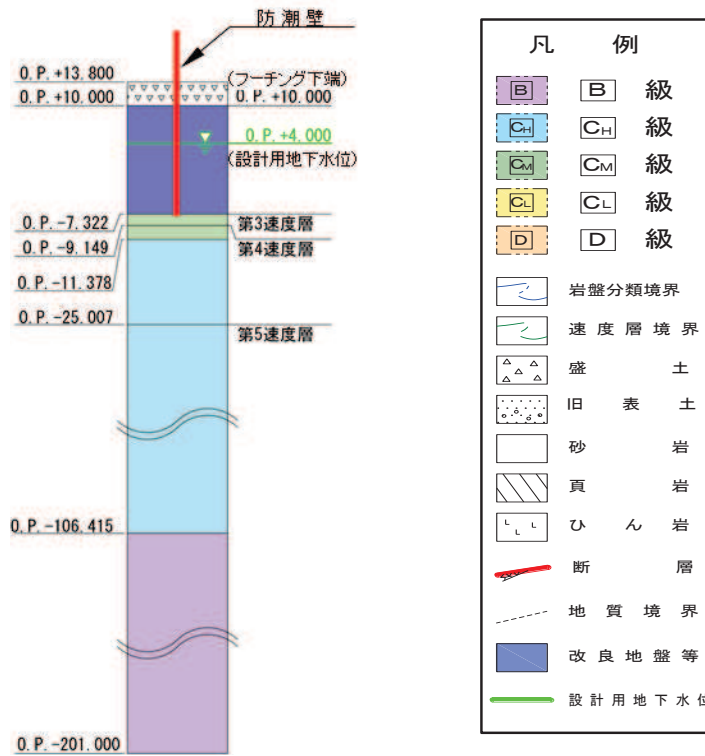 防潮壁
O.P.+13.800
(フーチング下端)
O.P.+10.000
O.P.+10.000
O.P.+4.000
(設計用地下水位)
O.P.-7.322
第3速度層
O.P.-9.149
第4速度層
O.P.-11.378
O.P.-25.007
第5速度層
O.P.-106.415
O.P.-201.000
凡 例
B B 級
CH CH 級
CM CM 級
CL CL 級
D D 級
岩盤分類境界
速度層境界
盛土
旧表土
砂岩
頁岩
ひん岩
断層
地質境界
改良地盤等
設計用地下水位